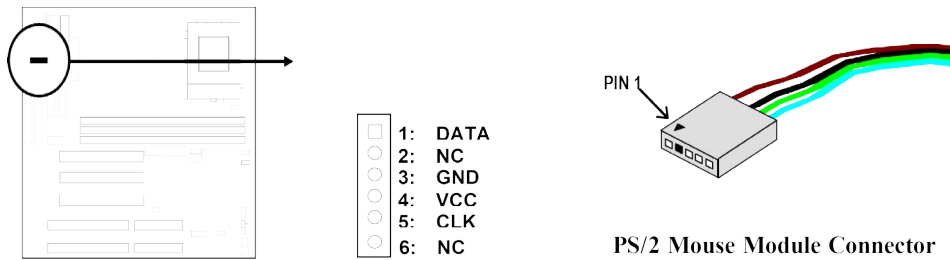 PIN 1
1: DATA
2: NC
3: GND
4: VCC
5: CLK
6: NC
PS/2 Mouse Module Connector